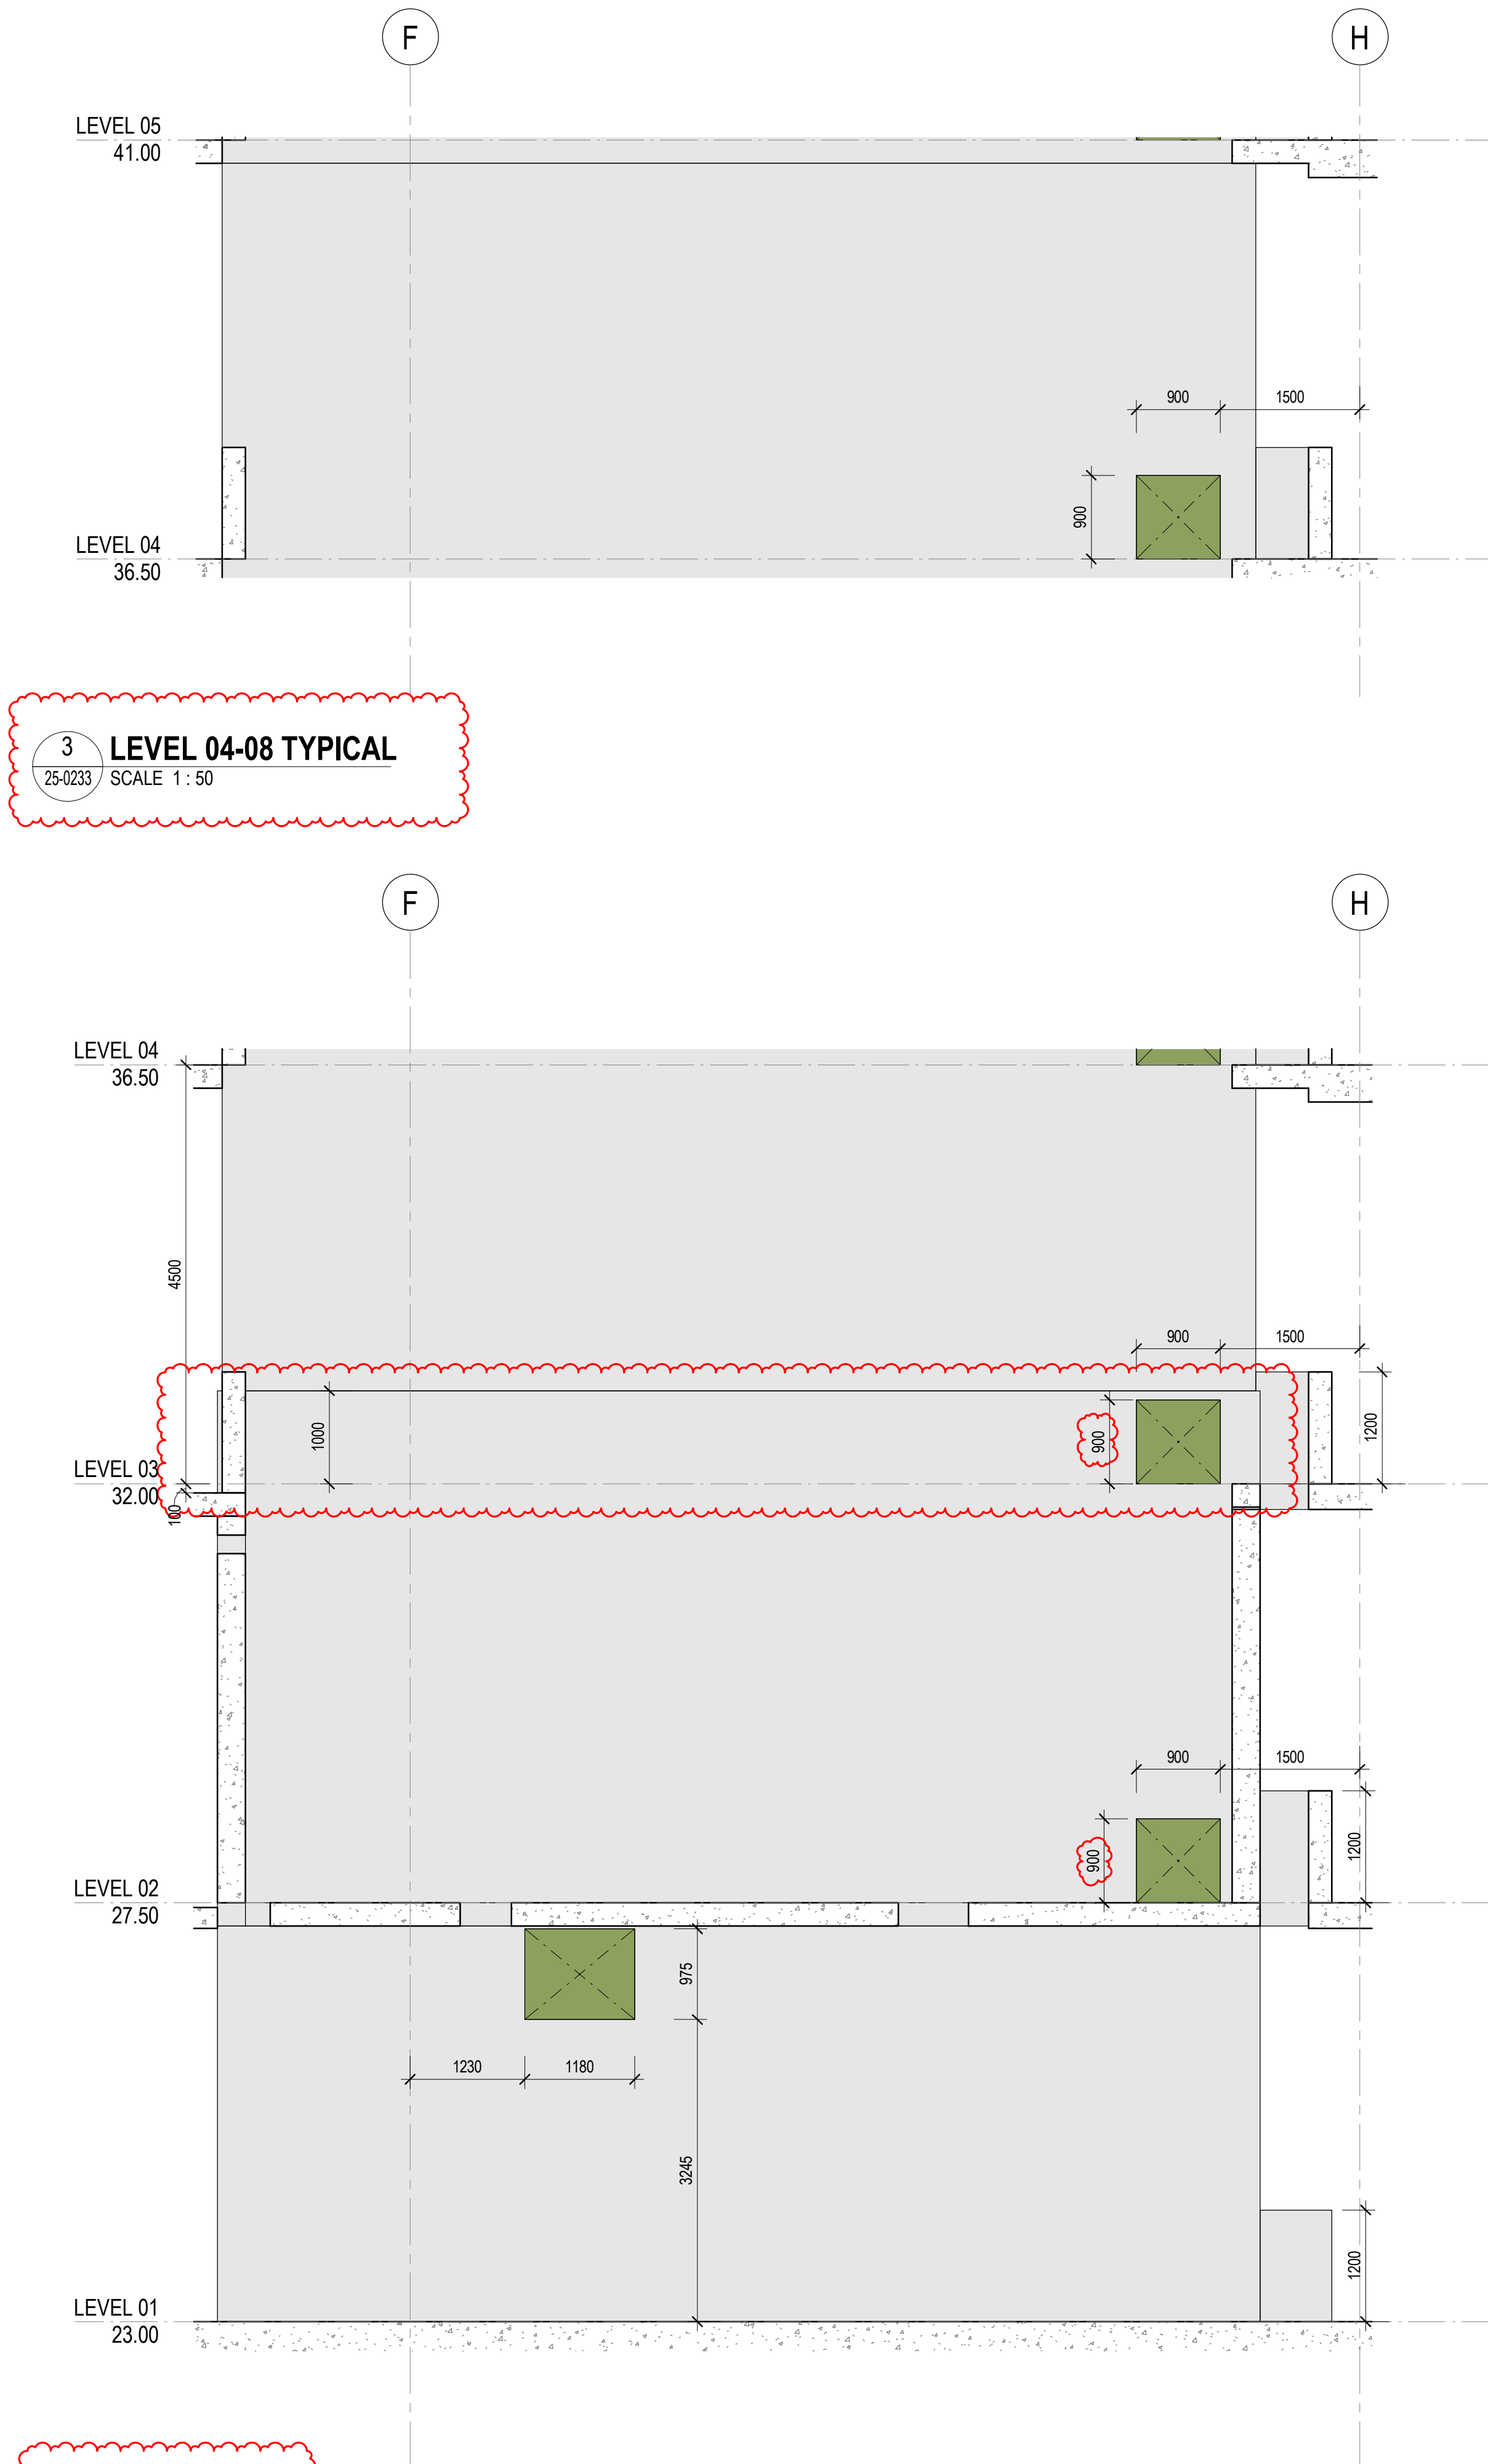 F
H
LEVEL 05
41.00
900
1500
900
LEVEL 04
36.50
3
25-0233
LEVEL 04-08 TYPICAL
SCALE 1 : 50
F
H
LEVEL 04
36.50
4500
900
1500
1000
900
1200
LEVEL 03
32.00
100
900
1500
900
1200
LEVEL 02
27.50
975
1230
1180
3245
1200
LEVEL 01
23.00